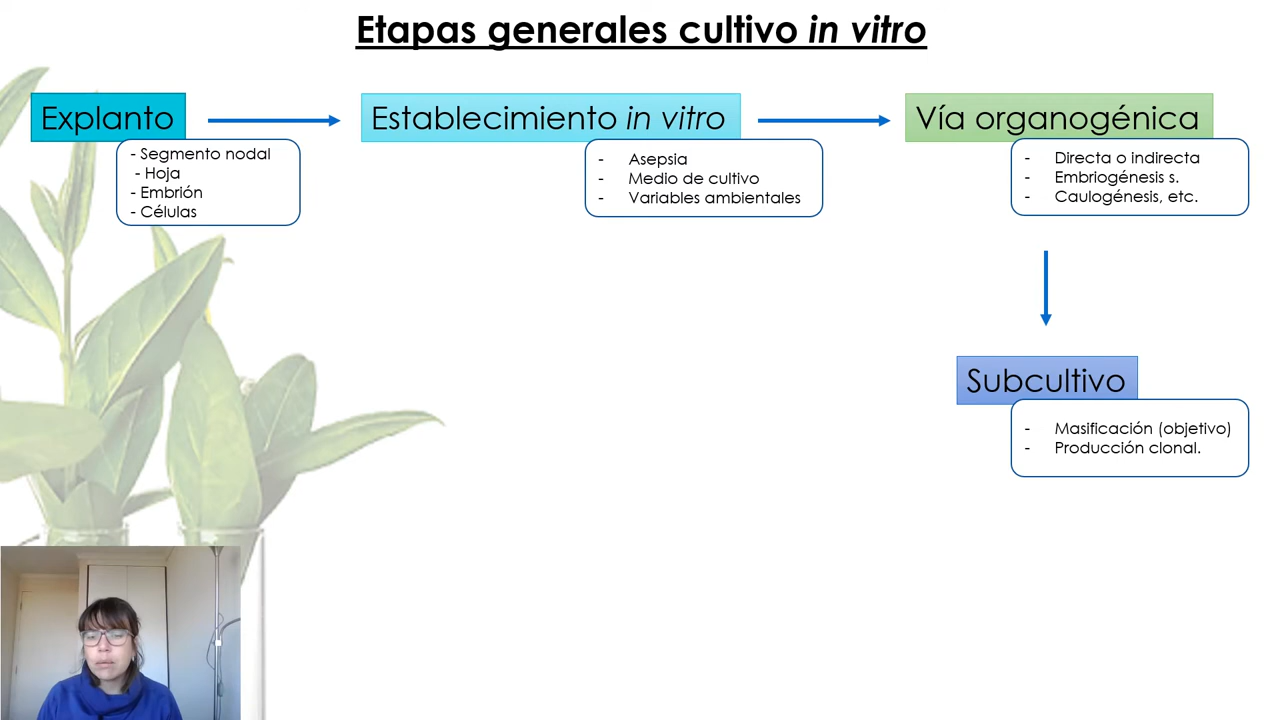 Etapas generales cultivo in vitro
Explanto
- Segmento nodal
- Hoja
- Embrión
- Células
Establecimiento in vitro
- Asepsia
- Medio de cultivo
- Variables ambientales
Vía organogénica
- Directa o indirecta
- Embriogénesis s.
- Caulogénesis, etc.
Subcultivo
- Masificación (objetivo)
- Producción clonal.